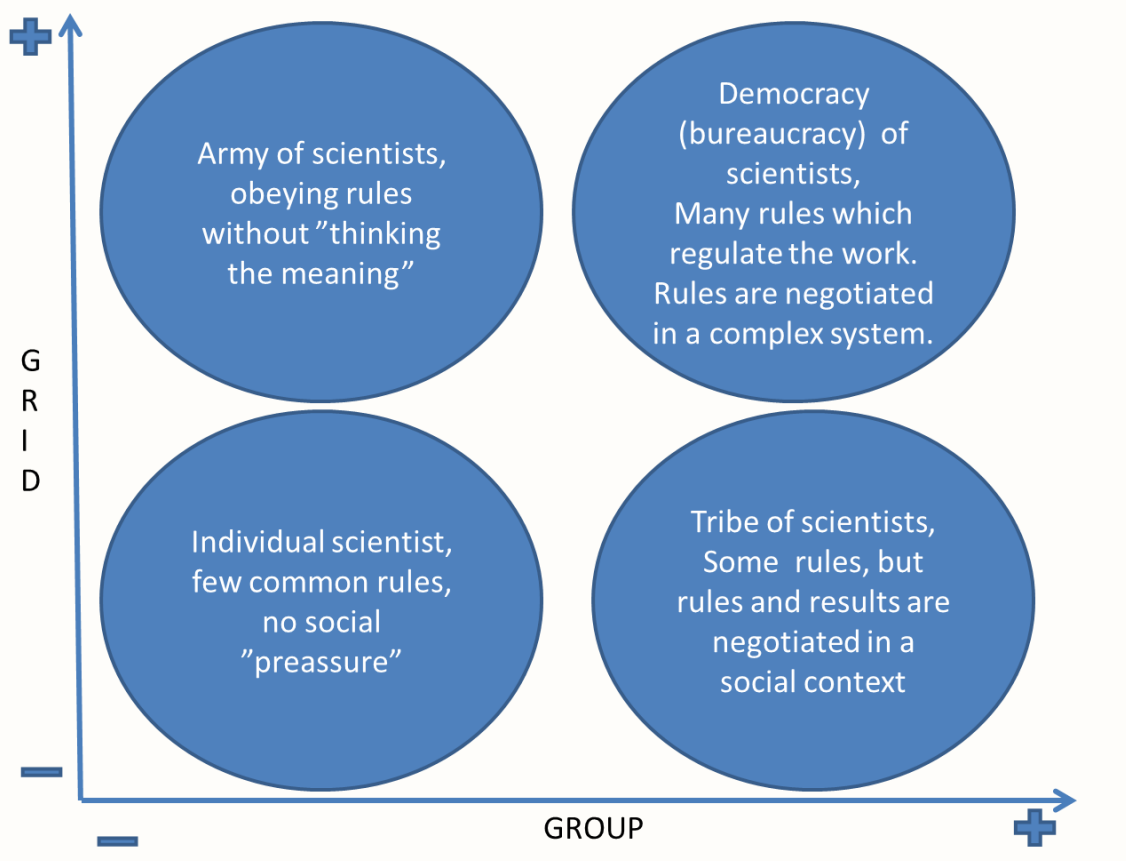 Army of scientists,
obeying rules
without ”thinking
the meaning”
Democracy
(bureaucracy) of
scientists,
Many rules which
regulate the work.
Rules are negotiated
in a complex system.
G
R
I
D
Individual scientist,
few common rules,
no social
”preassure”
Tribe of scientists,
Some rules, but
rules and results are
negotiated in a
social context
GROUP